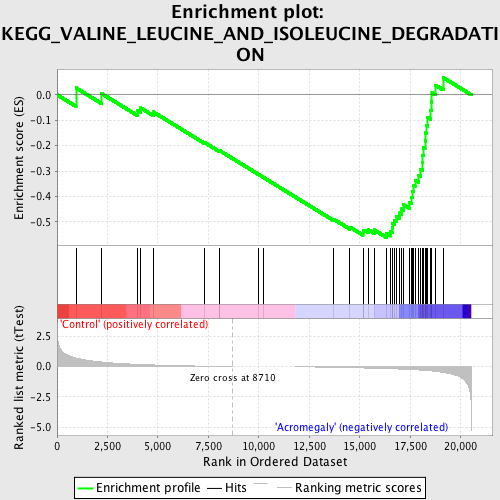 Enrichment plot:
KEGG_VALINE_LEUCINE_AND_ISOLEUCINE_DEGRADATI
ON
Enrichment score (ES)
0.0
-0.1
-0.2
-0.3
-0.4
-0.5
'Control' (positively correlated)
Ranked list metric (tTest)
2.5
0.0
-2.5
-5.0
Zero cross at 8710
'Acromegaly' (negatively correlated)
0
2,500
5,000
7,500
10,000
12,500
15,000
17,500
20,000
Rank in Ordered Dataset
Enrichment profile
Hits
Ranking metric scores